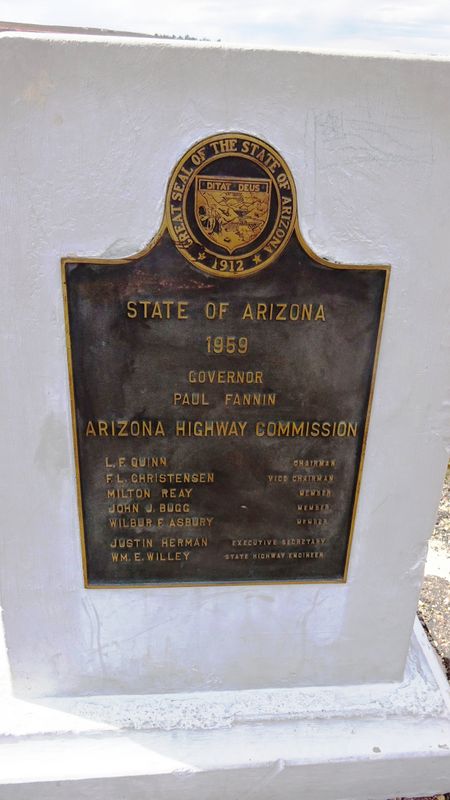 GREAT SEAL OF THE STATE OF ARIZONA
DITAT DEUS
★ 1912 ★
STATE OF ARIZONA
1959
GOVERNOR
PAUL FANNIN
ARIZONA HIGHWAY COMMISSION
L. F. QUINN CHAIRMAN
F. L. CHRISTENSEN VICE CHAIRMAN
MILTON REAY MEMBER
JOHN J. BUGG MEMBER
WILBUR F. ASBURY MEMBER
JUSTIN HERMAN EXECUTIVE SECRETARY
WM. E. WILLEY STATE HIGHWAY ENGINEER